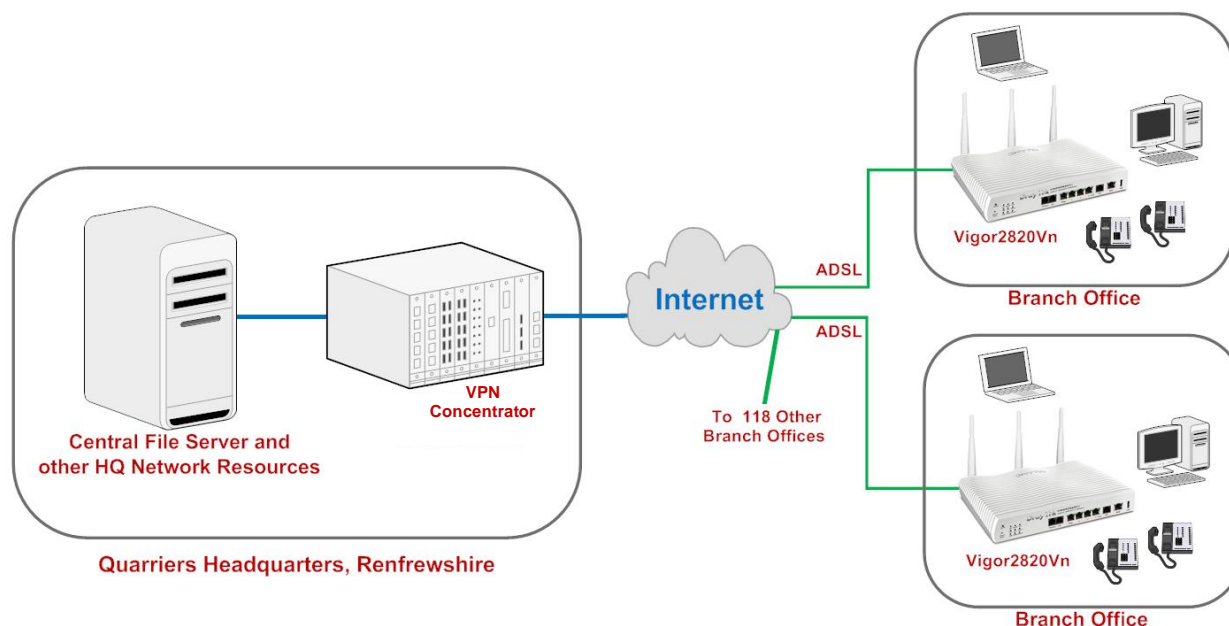 Central File Server and
other HQ Network Resources
VPN
Concentrator
Quarriers Headquarters, Renfrewshire
Internet
ADSL
ADSL
To 118 Other
Branch Offices
Vigor2820Vn
Branch Office
Vigor2820Vn
Branch Office